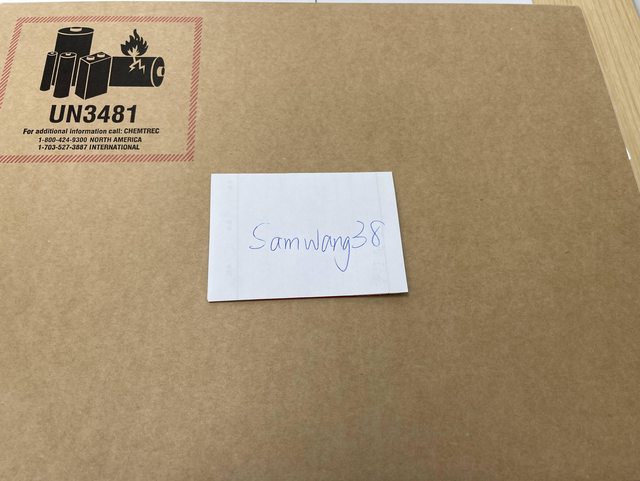 UN3481
For additional information call: CHEMTREC
1-800-424-9300 NORTH AMERICA
1-703-527-3887 INTERNATIONAL
Samwang38